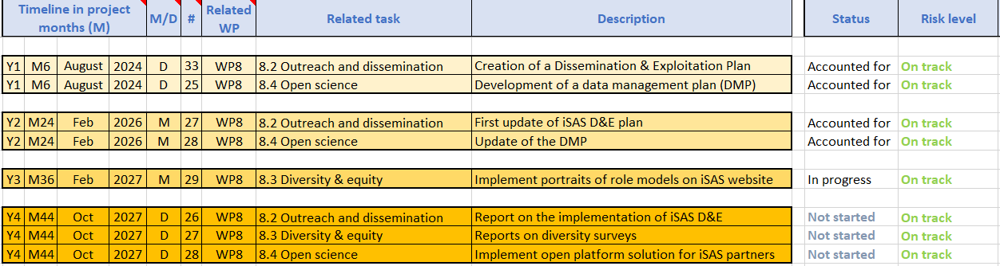 Timeline in project months (M) M/D # Related WP Related task Description Status Risk level
Y1 M6 August 2024 D 33 WP8 8.2 Outreach and dissemination Creation of a Dissemination & Exploitation Plan Accounted for On track
Y1 M6 August 2024 D 25 WP8 8.4 Open science Development of a data management plan (DMP) Accounted for On track
Y2 M24 Feb 2026 M 27 WP8 8.2 Outreach and dissemination First update of iSAS D&E plan Accounted for On track
Y2 M24 Feb 2026 M 28 WP8 8.4 Open science Update of the DMP Accounted for On track
Y3 M36 Feb 2027 M 29 WP8 8.3 Diversity & equity Implement portraits of role models on iSAS website In progress On track
Y4 M44 Oct 2027 D 26 WP8 8.2 Outreach and dissemination Report on the implementation of iSAS D&E Not started On track
Y4 M44 Oct 2027 D 27 WP8 8.3 Diversity & equity Reports on diversity surveys Not started On track
Y4 M44 Oct 2027 D 28 WP8 8.4 Open science Implement open platform solution for iSAS partners Not started On track